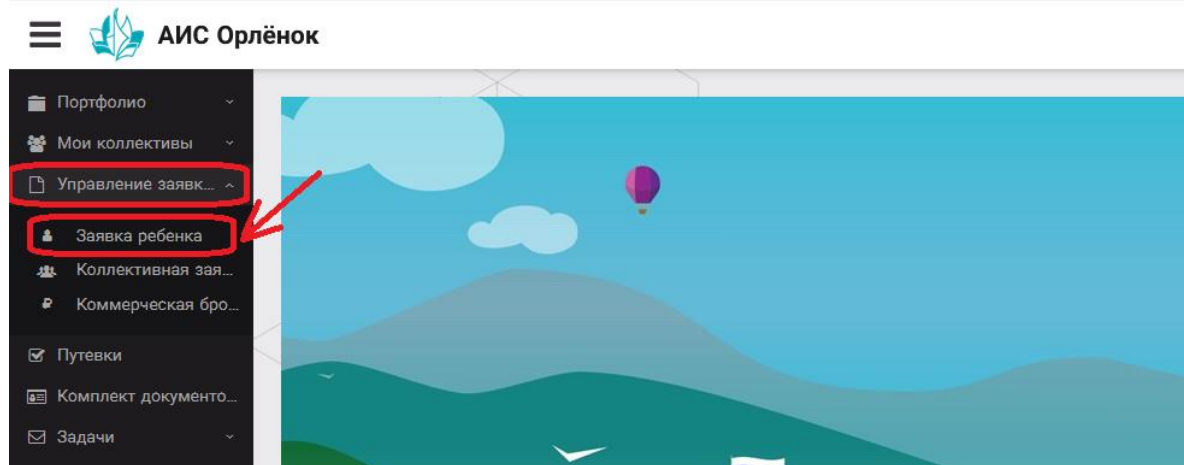 АИС Орлёнок
Портфолио
Мои коллективы
Управление заявк...
Заявка ребенка
Коллективная зая...
Коммерческая бро...
Путевки
Комплект документо...
Задачи